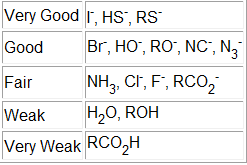 Very Good I⁻, HS⁻, RS⁻
Good Br⁻, HO⁻, RO⁻, NC⁻, N₃⁻
Fair NH₃, Cl⁻, F⁻, RCO₂⁻
Weak H₂O, ROH
Very Weak RCO₂H